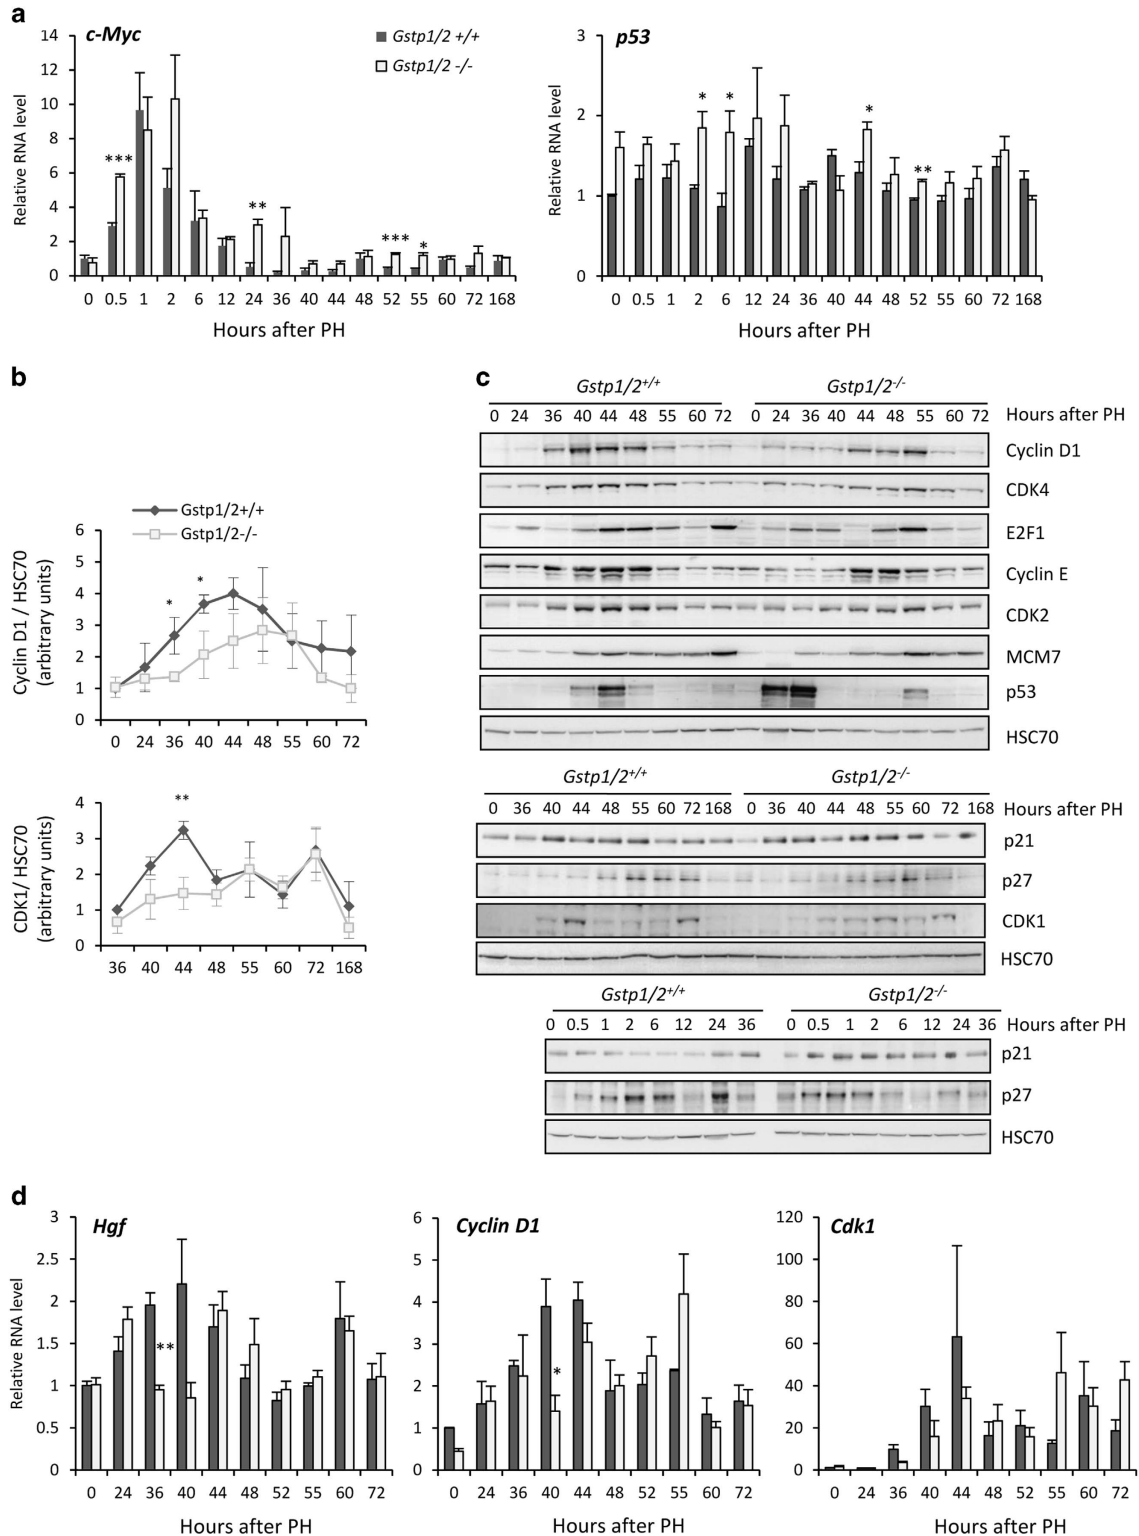 a
c-Myc
Gstp1/2 +/+
Gstp1/2 -/-
Relative RNA level
14
12
10
8
6
4
2
0
***
**
***
*
0 0.5 1 2 6 12 24 36 40 44 48 52 55 60 72 168
Hours after PH
p53
Relative RNA level
3
2
1
0
*
*
*
**
0 0.5 1 2 6 12 24 36 40 44 48 52 55 60 72 168
Hours after PH
b
Gstp1/2+/+
Gstp1/2-/-
Cyclin D1 / HSC70
(arbitrary units)
6
5
4
3
2
1
0
*
*
0 24 36 40 44 48 55 60 72
CDK1/ HSC70
(arbitrary units)
4
3
2
1
0
**
36 40 44 48 55 60 72 168
c
Gstp1/2+/+ Gstp1/2-/-
0 24 36 40 44 48 55 60 72 0 24 36 40 44 48 55 60 72 Hours after PH
Cyclin D1
CDK4
E2F1
Cyclin E
CDK2
MCM7
p53
HSC70
Gstp1/2+/+ Gstp1/2-/-
0 36 40 44 48 55 60 72 168 0 36 40 44 48 55 60 72 168 Hours after PH
p21
p27
CDK1
HSC70
Gstp1/2+/+ Gstp1/2-/-
0 0.5 1 2 6 12 24 36 0 0.5 1 2 6 12 24 36 Hours after PH
p21
p27
HSC70
d
Hgf
Relative RNA level
3
2.5
2
1.5
1
0.5
0
**
0 24 36 40 44 48 52 55 60 72
Hours after PH
Cyclin D1
6
5
4
3
2
1
0
*
0 24 36 40 44 48 52 55 60 72
Hours after PH
Cdk1
120
100
80
60
40
20
0
0 24 36 40 44 48 52 55 60 72
Hours after PH